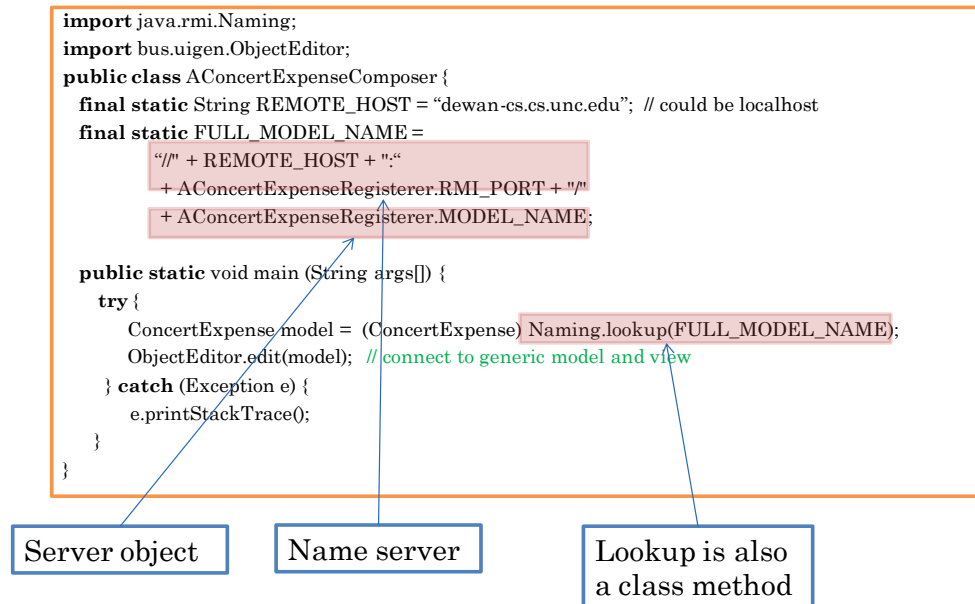 import java.rmi.Naming;
import bus.uigen.ObjectEditor;
public class AConcertExpenseComposer {
final static String REMOTE_HOST = “dewan-cs.cs.unc.edu”; // could be localhost
final static FULL_MODEL_NAME =
“//" + REMOTE_HOST + ":“
+ AConcertExpenseRegisterer.RMI_PORT + "/"
+ AConcertExpenseRegisterer.MODEL_NAME;
public static void main (String args[]) {
try {
ConcertExpense model = (ConcertExpense) Naming.lookup(FULL_MODEL_NAME);
ObjectEditor.edit(model); // connect to generic model and view
} catch (Exception e) {
e.printStackTrace();
}
}
Server object
Name server
Lookup is also
a class method